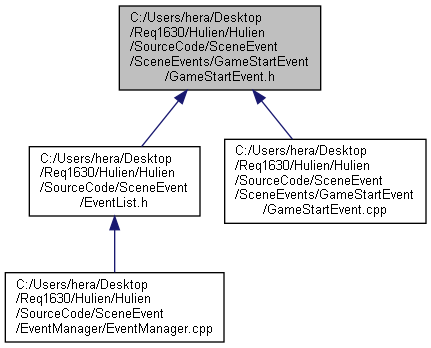 C:/Users/hera/Desktop
/Req1630/Hulien/Hulien
/SourceCode/SceneEvent
/SceneEvents/GameStartEvent
/GameStartEvent.h
C:/Users/hera/Desktop
/Req1630/Hulien/Hulien
/SourceCode/SceneEvent
/EventList.h
C:/Users/hera/Desktop
/Req1630/Hulien/Hulien
/SourceCode/SceneEvent
/SceneEvents/GameStartEvent
/GameStartEvent.cpp
C:/Users/hera/Desktop
/Req1630/Hulien/Hulien
/SourceCode/SceneEvent
/EventManager/EventManager.cpp